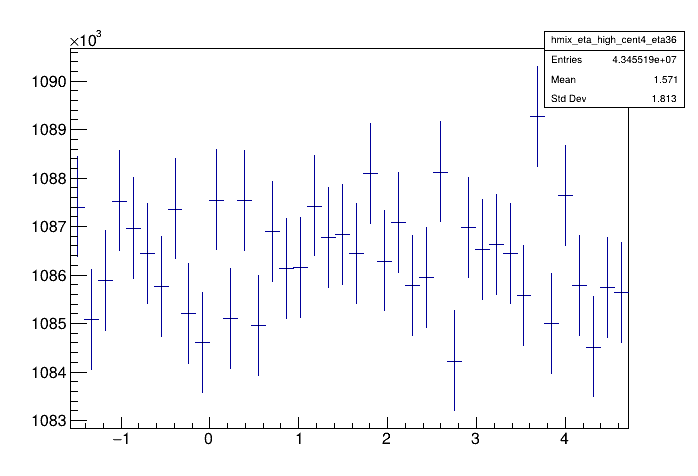 ×10³
hmix_eta_high_cent4_eta36
Entries 4.345519e+07
Mean 1.571
Std Dev 1.813
1090
1089
1088
1087
1086
1085
1084
1083
−1 0 1 2 3 4